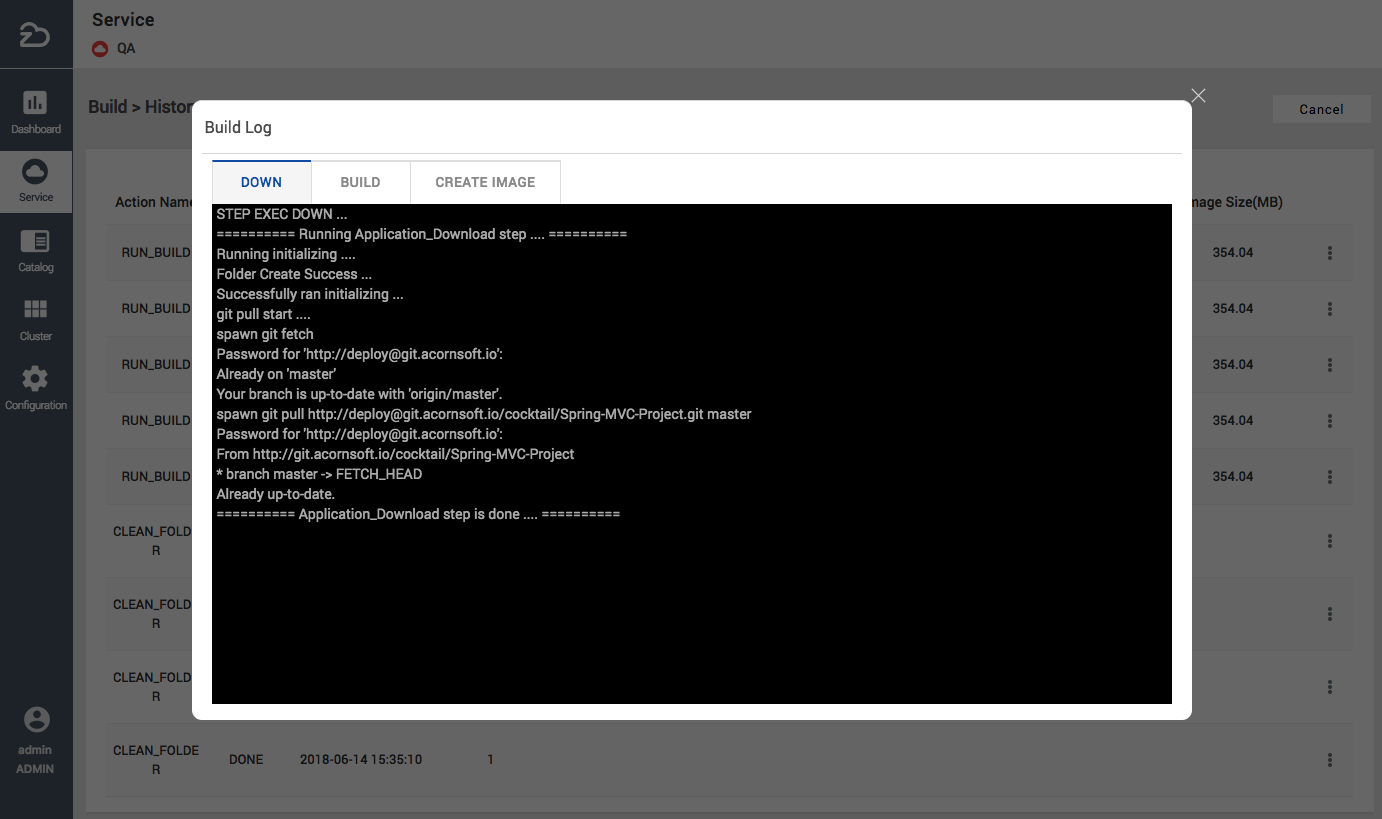 Service
QA
Dashboard
Service
Catalog
Cluster
Configuration
admin
ADMIN
Build > Histor
Cancel
Build Log
DOWN BUILD CREATE IMAGE
STEP EXEC DOWN ...
========== Running Application_Download step .... ==========
Running initializing ....
Folder Create Success ...
Successfully ran initializing ...
git pull start ....
spawn git fetch
Password for 'http://deploy@git.acornsoft.io':
Already on 'master'
Your branch is up-to-date with 'origin/master'.
spawn git pull http://deploy@git.acornsoft.io/cocktail/Spring-MVC-Project.git master
Password for 'http://deploy@git.acornsoft.io':
From http://git.acornsoft.io/cocktail/Spring-MVC-Project
* branch master -> FETCH_HEAD
Already up-to-date.
========== Application_Download step is done .... ==========
Action Name mage Size(MB)
RUN_BUILD 354.04
RUN_BUILD 354.04
RUN_BUILD 354.04
RUN_BUILD 354.04
RUN_BUILD 354.04
CLEAN_FOLD
R
CLEAN_FOLD
R
CLEAN_FOLD
R
CLEAN_FOLDE
R
DONE 2018-06-14 15:35:10 1